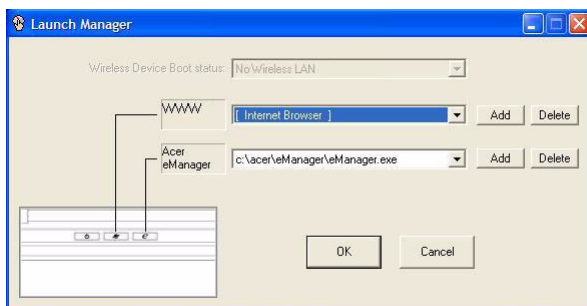 Launch Manager
Wireless Device Boot status: No Wireless LAN
WWW [ Internet Browser ] Add Delete
Acer
eManager c:\acer\eManager\eManager.exe Add Delete
OK Cancel